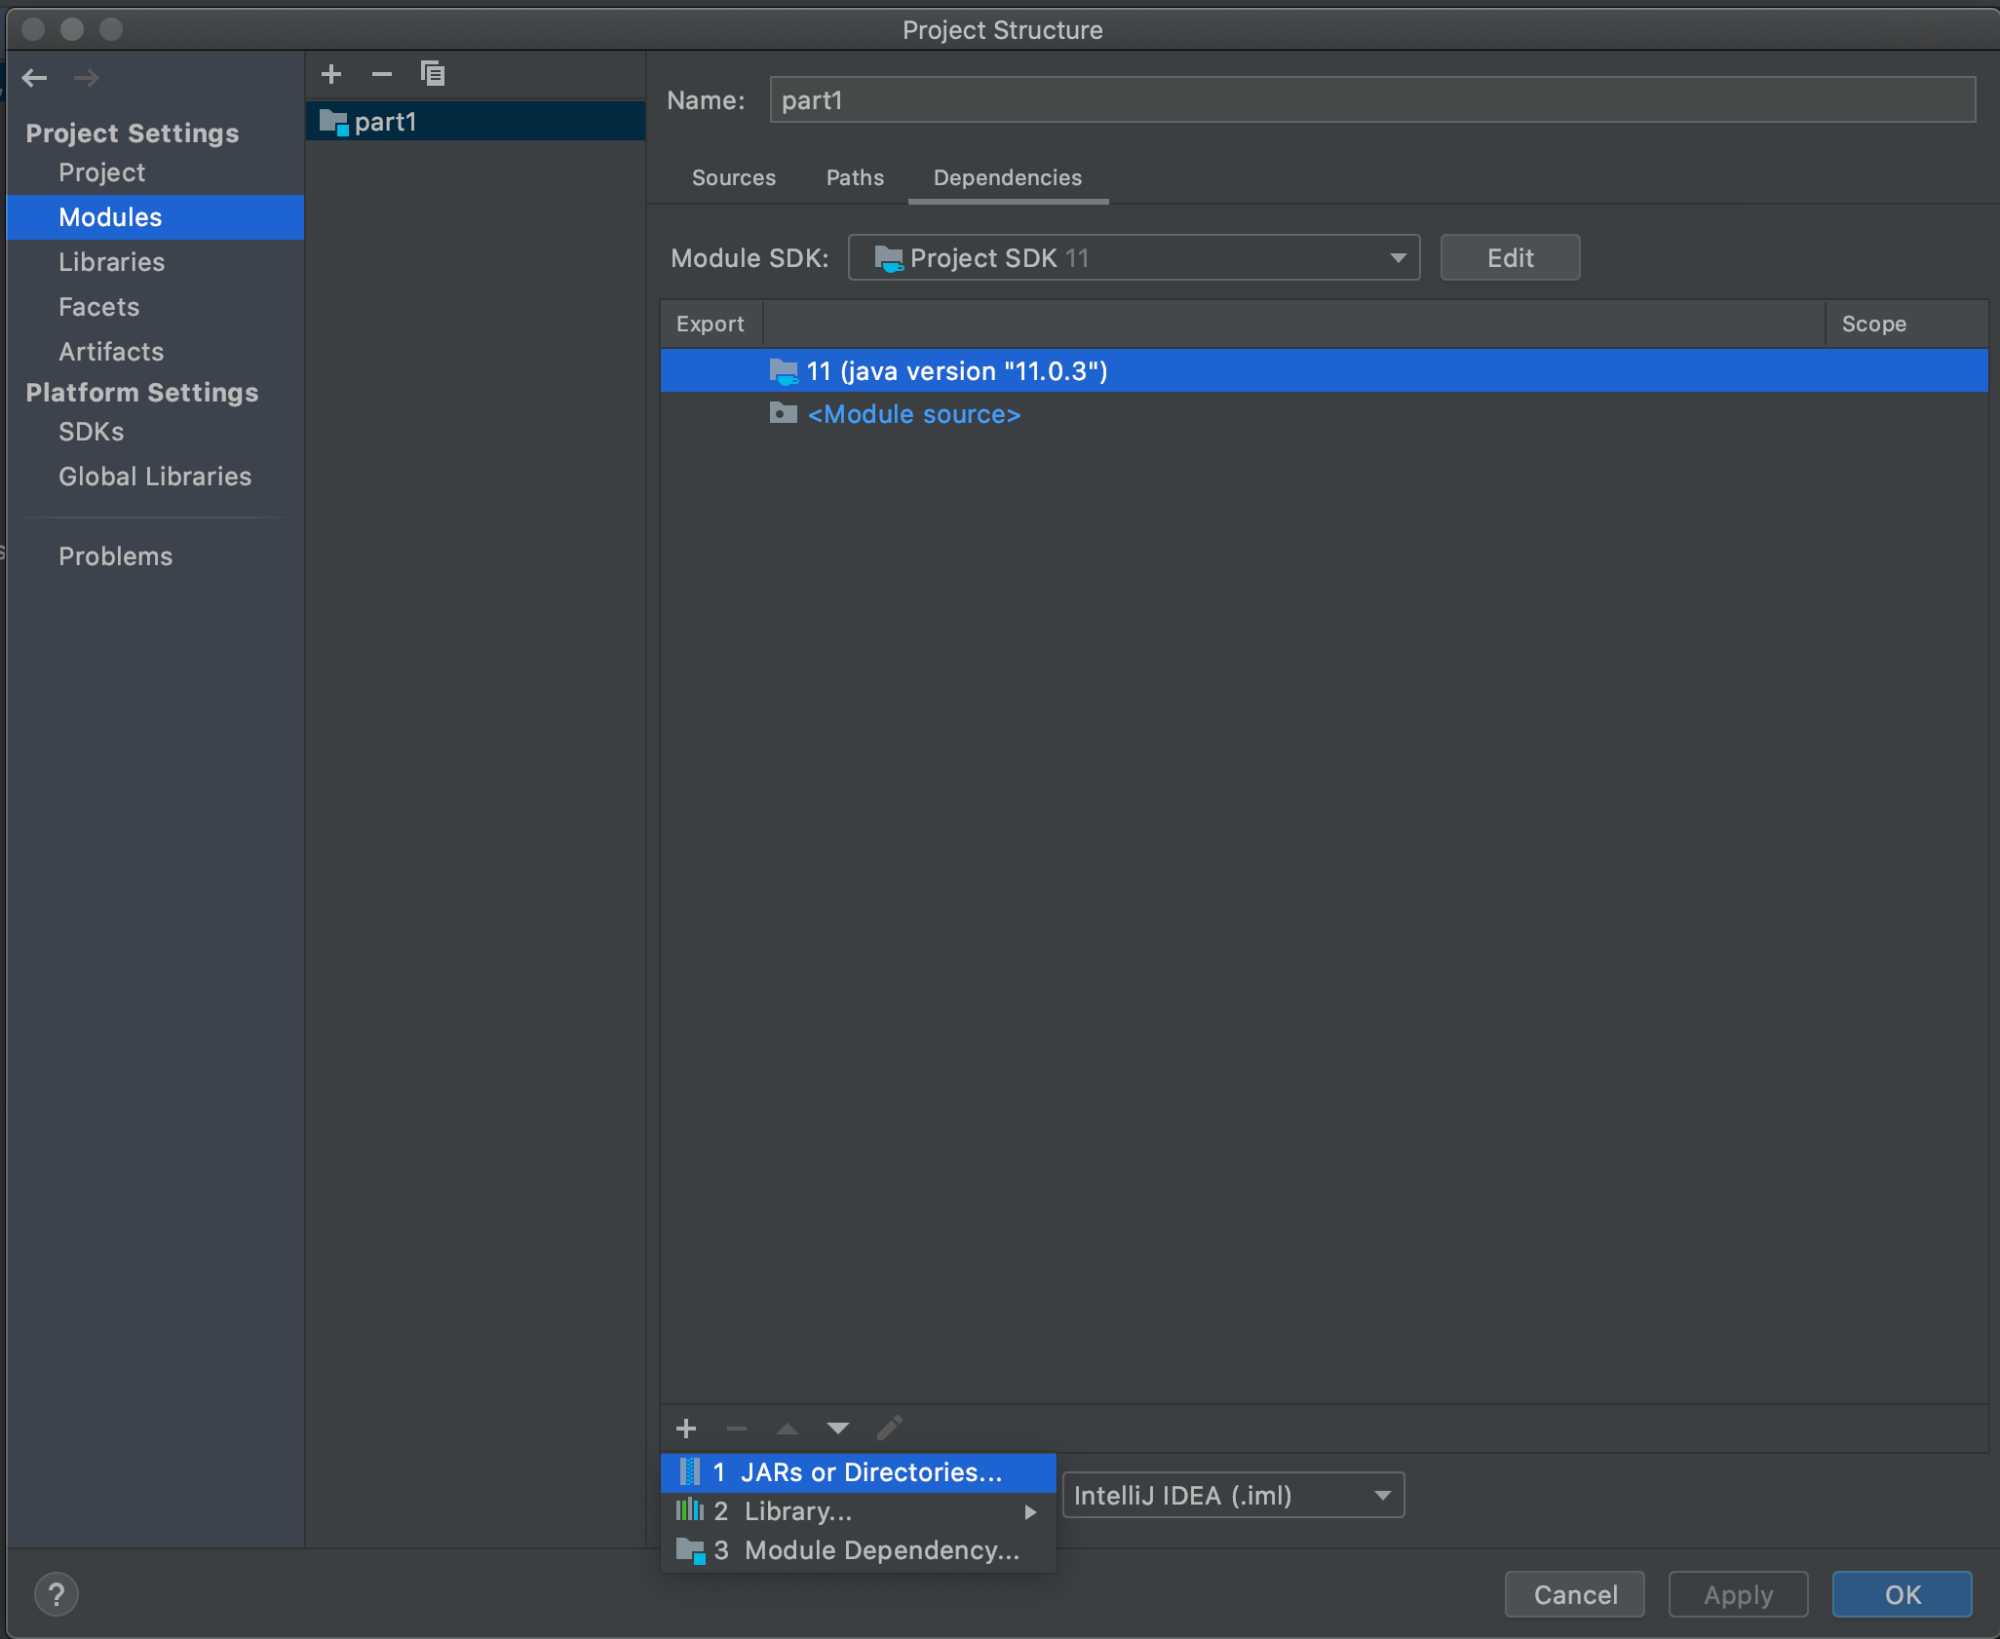 Project Structure
Project Settings
Project
Modules
Libraries
Facets
Artifacts
Platform Settings
SDKs
Global Libraries
Problems
part1
Name: part1
Sources Paths Dependencies
Module SDK: Project SDK 11 Edit
Export Scope
11 (java version "11.0.3")
<Module source>
1 JARs or Directories...
2 Library...
3 Module Dependency...
IntelliJ IDEA (.iml)
? Cancel Apply OK